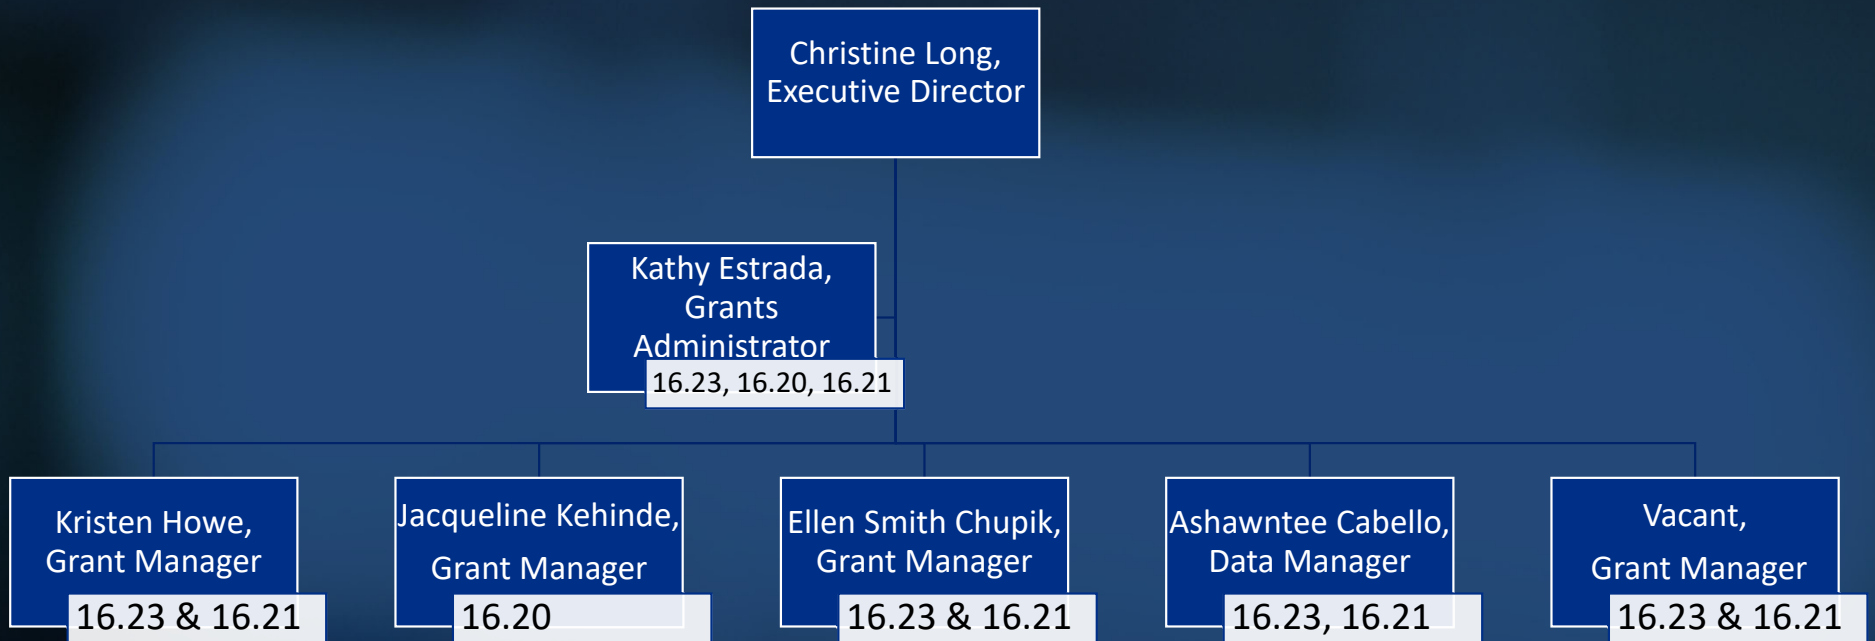 Christine Long,
Executive Director
Kathy Estrada,
Grants
Administrator
16.23, 16.20, 16.21
Kristen Howe,
Grant Manager
16.23 & 16.21
Jacqueline Kehinde,
Grant Manager
16.20
Ellen Smith Chupik,
Grant Manager
16.23 & 16.21
Ashawntee Cabello,
Data Manager
16.23, 16.21
Vacant,
Grant Manager
16.23 & 16.21